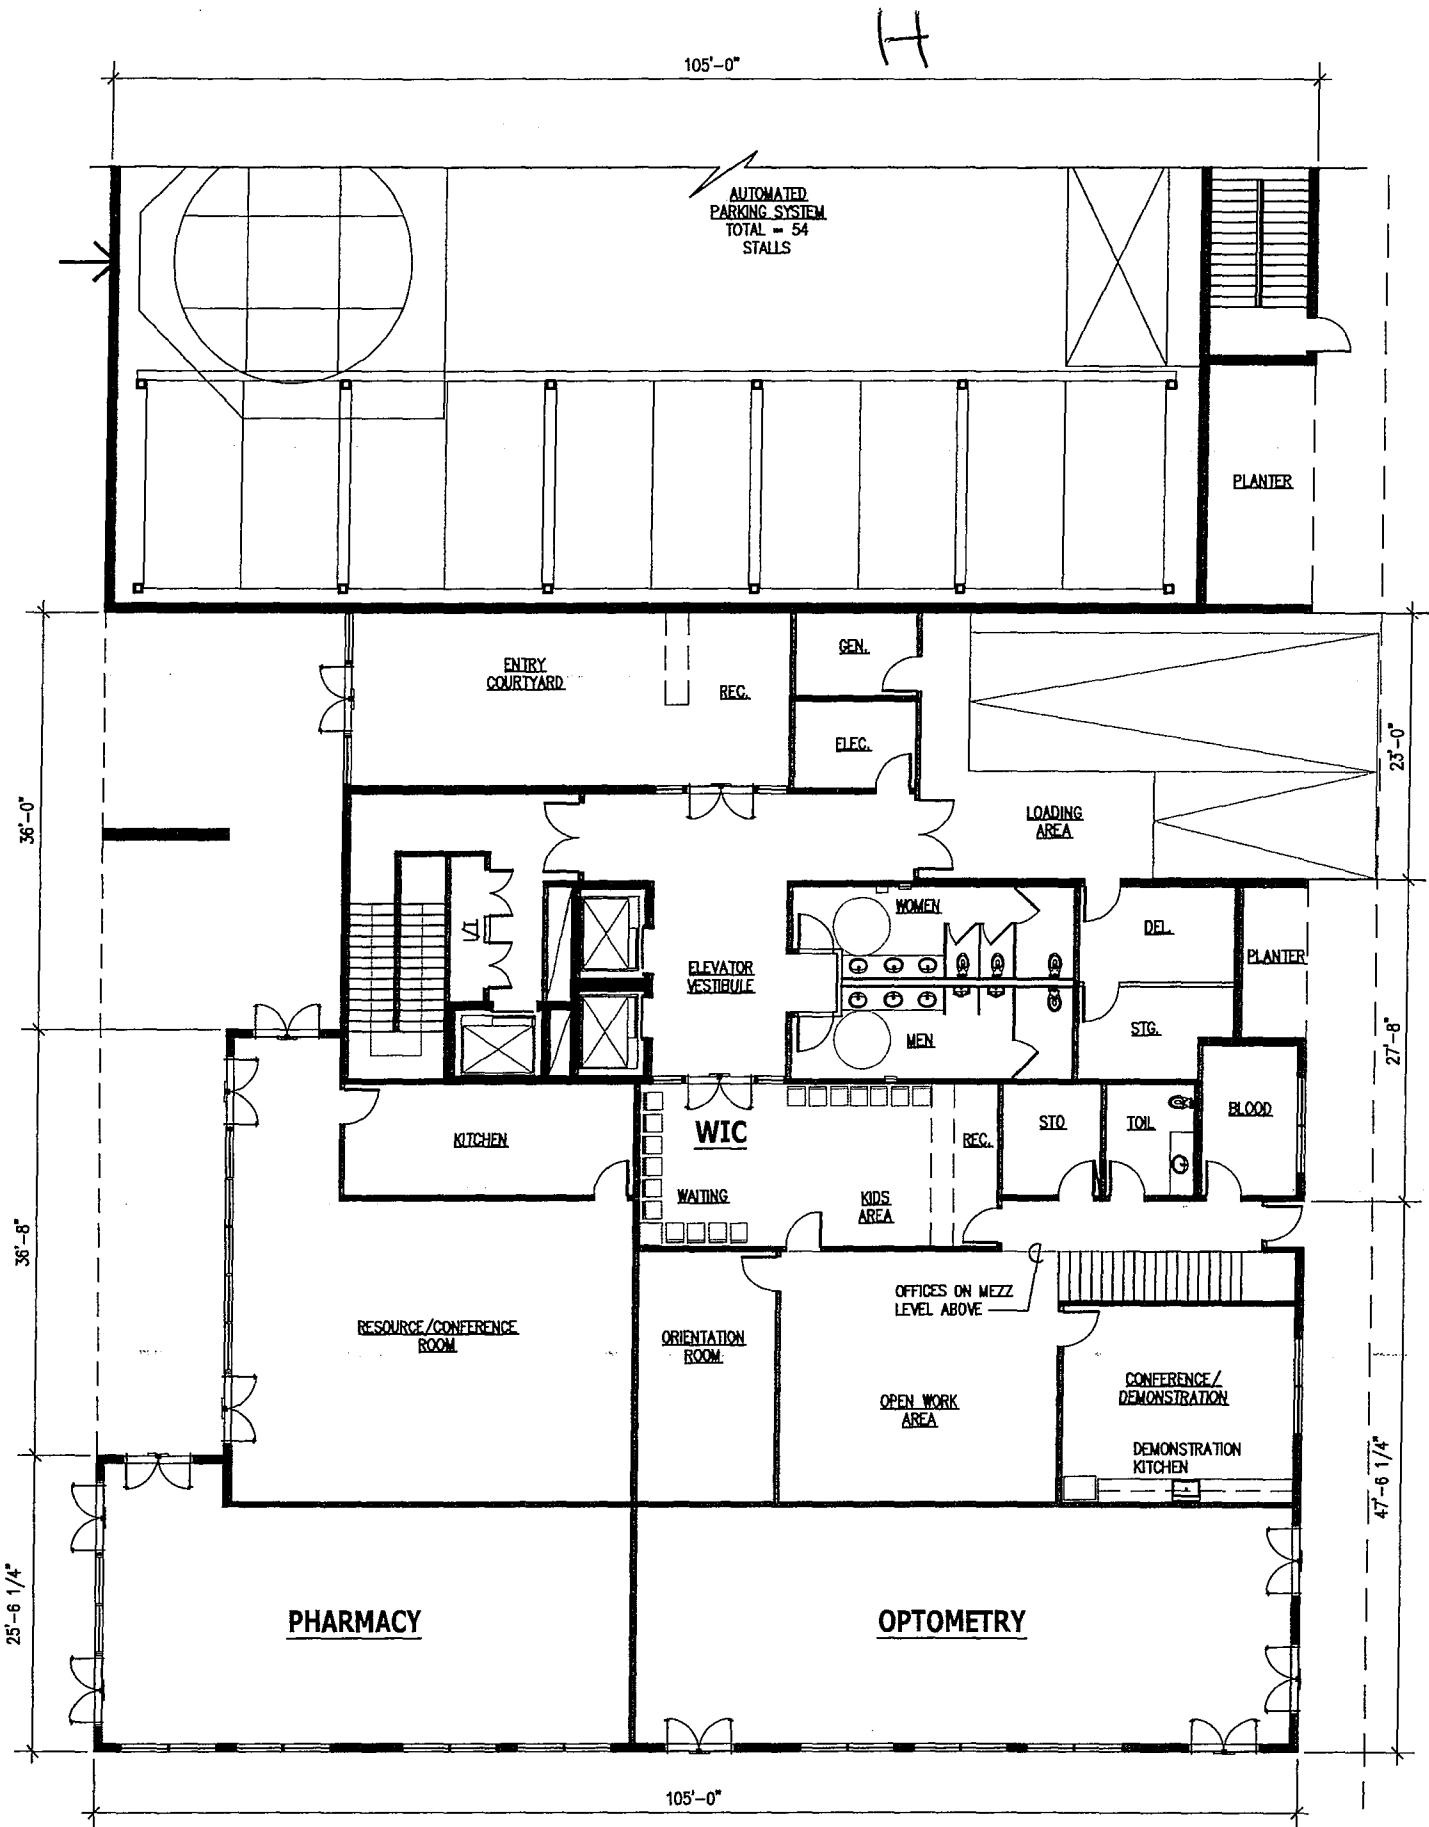 H
105'-0"
AUTOMATED
PARKING SYSTEM
TOTAL = 54
STALLS
PLANTER
ENTRY
COURTYARD
REC.
GEN.
ELEC.
23'-0"
36'-0"
LOADING
AREA
WOMEN
DEL.
I/T
ELEVATOR
VESTIBULE
PLANTER
MEN
STG.
27'-8"
KITCHEN
WIC
REC.
STO
TOIL
BLOOD
WAITING
KIDS
AREA
36'-8"
OFFICES ON MEZZ
LEVEL ABOVE
RESOURCE/CONFERENCE
ROOM
ORIENTATION
ROOM
OPEN WORK
AREA
CONFERENCE/
DEMONSTRATION
DEMONSTRATION
KITCHEN
47'-6 1/4"
25'-6 1/4"
PHARMACY
OPTOMETRY
105'-0"